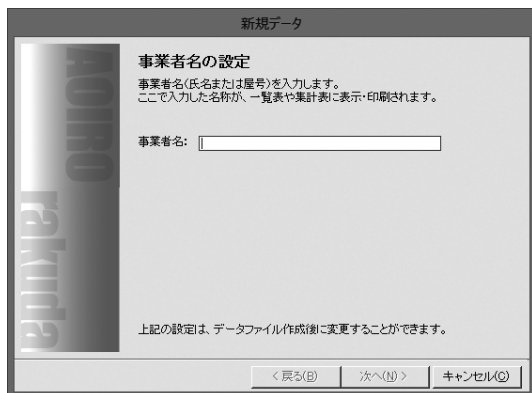 新規データ
AOIRO
rakuda
事業者名の設定
事業者名(氏名または屋号)を入力します。
ここで入力した名称が、一覧表や集計表に表示・印刷されます。
事業者名:
上記の設定は、データファイル作成後に変更することができます。
< 戻る(B)
次へ(N) >
キャンセル(C)